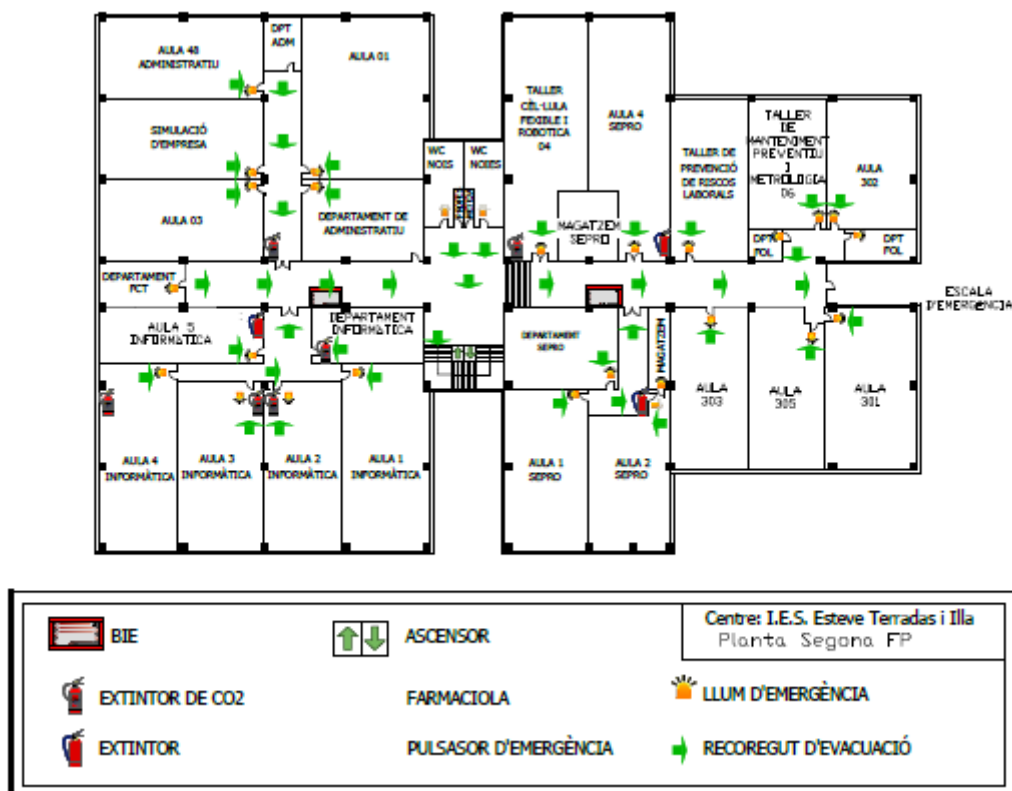 DPT
ADM
AULA 48
ADMINISTRATIU
AULA 01
SIMULACIÓ
D'EMPRESA
AULA 03
DEPARTAMENT DE
ADMINISTRATIU
WC
NOIES
WC
NOIES
TALLER
CÈL·LULA
FLEXIBLE I
ROBOTICA
04
AULA 4
SEPRO
MAGATZEM
SEPRO
TALLER DE
PREVENCIÓ
DE RISCOS
LABORALS
TALLER
DE
MANTENIMENT
PREVENTIU
I
METROLOGIA
06
AULA
302
DPT
FOL
DPT
FOL
DEPARTAMENT
FCT
AULA 5
INFORMÀTICA
DEPARTAMENT
INFORMÀTICA
DEPARTAMENT
SEPRO
MAGATZEM
ESCALA
D'EMERGÈNCIA
AULA
303
AULA
305
AULA
301
AULA 4
INFORMÀTICA
AULA 3
INFORMÀTICA
AULA 2
INFORMÀTICA
AULA 1
INFORMÀTICA
AULA 1
SEPRO
AULA 2
SEPRO
BIE
ASCENSOR
Centre: I.E.S. Esteve Terradas i Illa
Planta Segona FP
EXTINTOR DE CO2
FARMACIOLA
LLUM D'EMERGÈNCIA
EXTINTOR
PULSASOR D'EMERGÈNCIA
RECOREGUT D'EVACUACIÓ